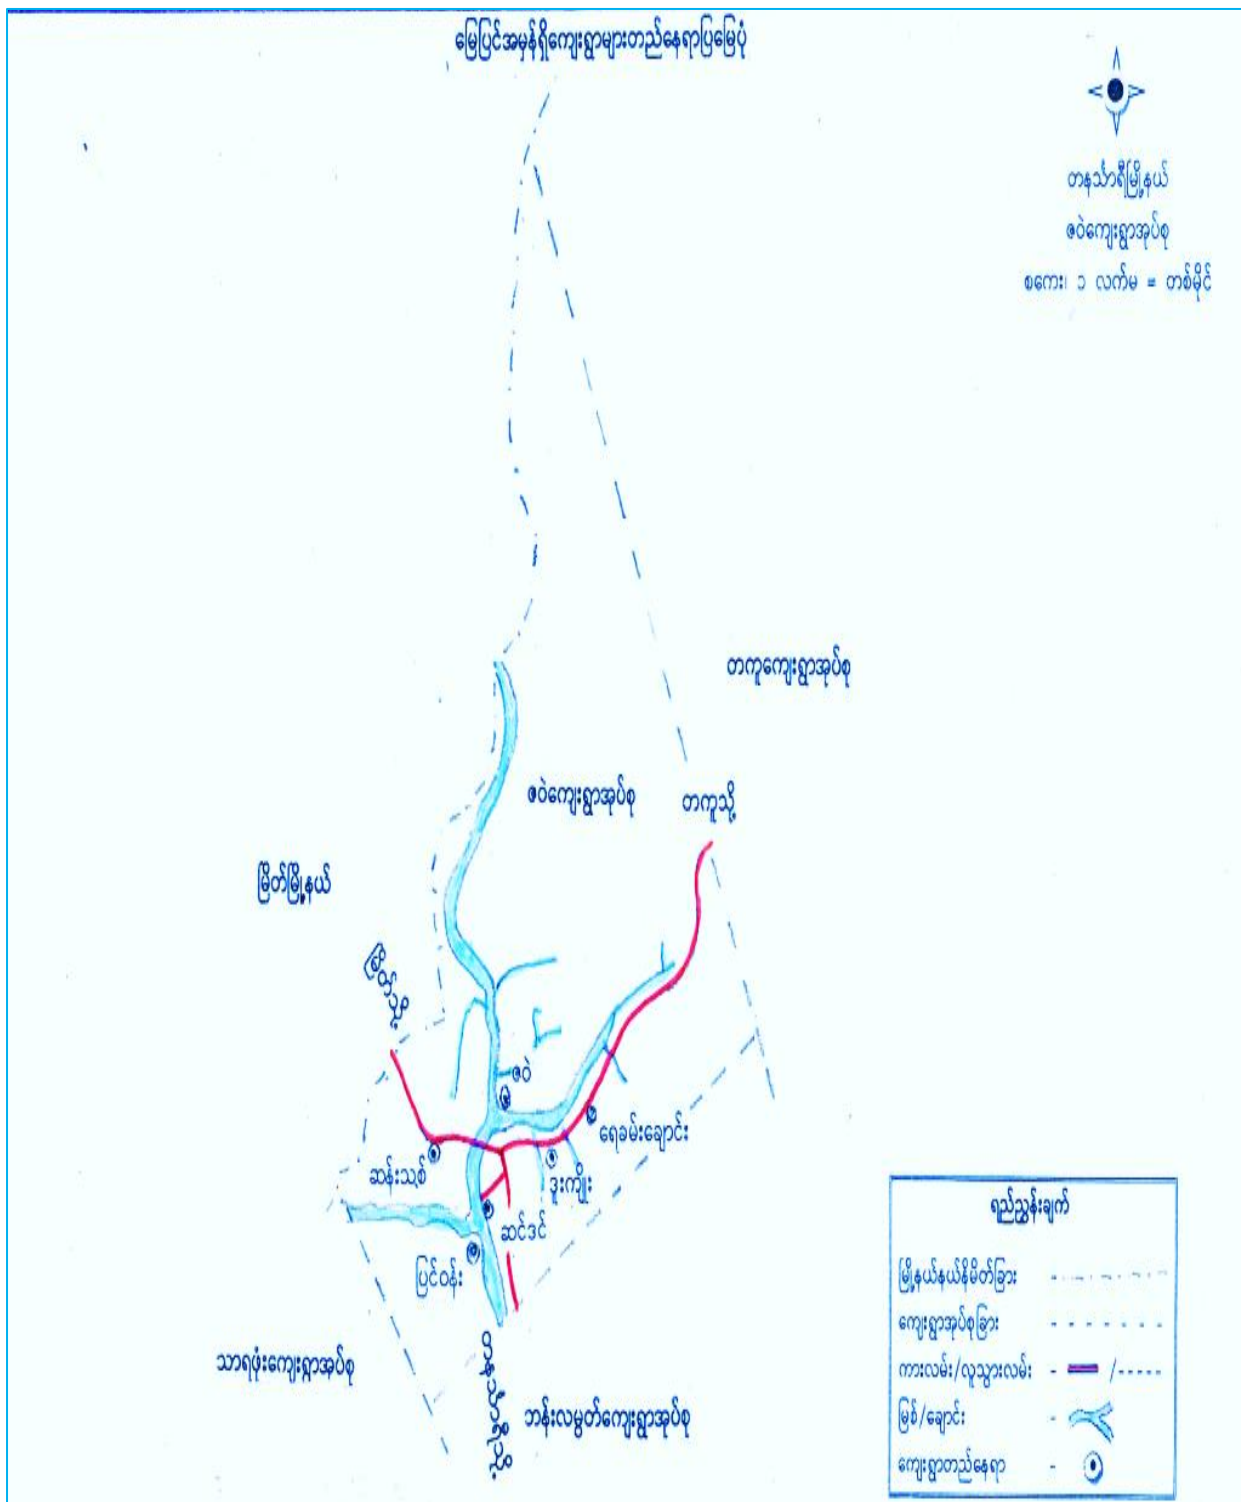 မြေပြင်အမှန်ရှိကျေးရွာများတည်နေရာပြမြေပုံ
တနင်္သာရီမြို့နယ်
ဇဝဲကျေးရွာအုပ်စု
စကေး၊ ၁ လက်မ = တစ်မိုင်
တကူကျေးရွာအုပ်စု
ဇဝဲကျေးရွာအုပ်စု
တကူသို့
မြိတ်မြို့နယ်
မြိတ်သို့
ဇဝဲ
ရေခမ်းချောင်း
ဆန်းသစ်
ဒူးကျိုး
ဆင်ဒင်
ပြင်ဝန်း
သာရဖုံးကျေးရွာအုပ်စု
ဘန်းလမွတ်ကျေးရွာအုပ်စု
ရည်ညွှန်းချက်
မြို့နယ်နယ်နိမိတ်ခြား -
ကျေးရွာအုပ်စုခြား -
ကားလမ်း/လူသွားလမ်း - /
မြစ်/ချောင်း -
ကျေးရွာတည်နေရာ -